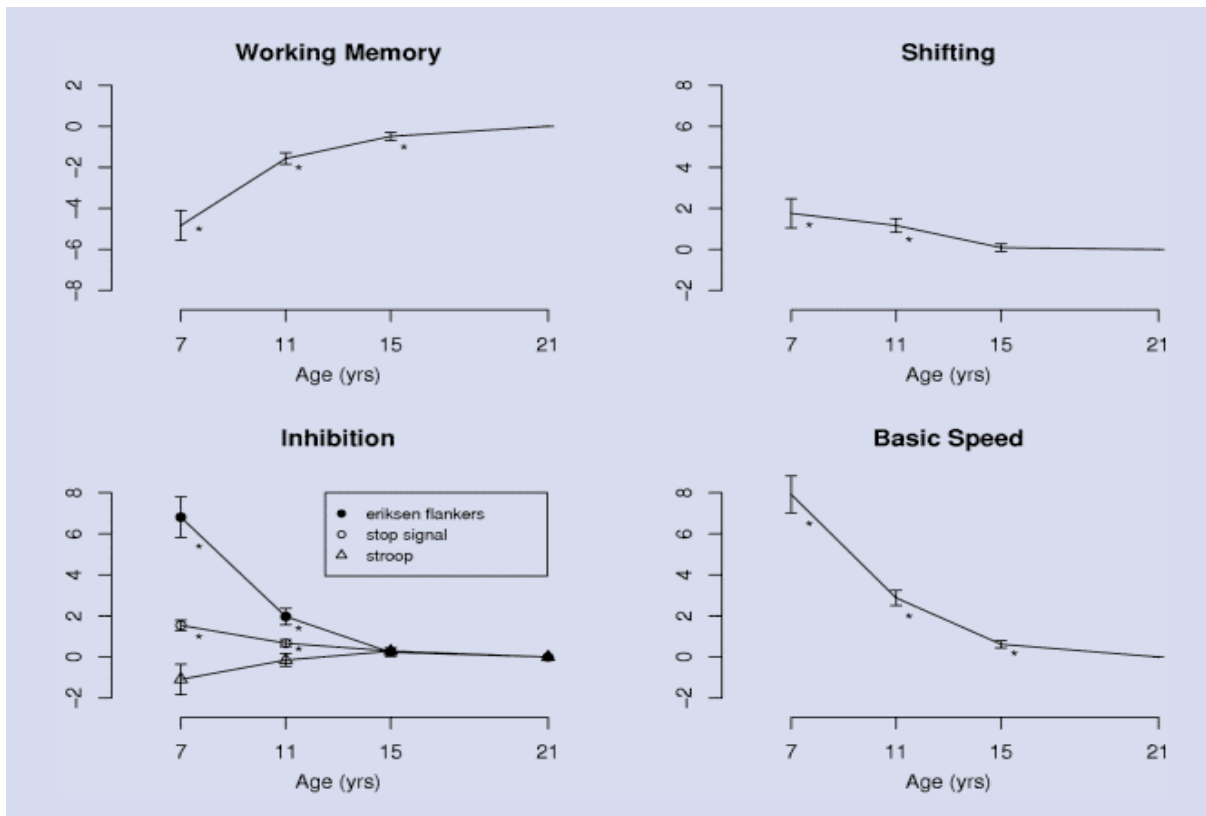 Working Memory
2
0
−2
−4
−6
−8
*
*
*
7 11 15 21
Age (yrs)
Shifting
8
6
4
2
0
−2
*
*
7 11 15 21
Age (yrs)
Inhibition
8
6
4
2
0
−2
eriksen flankers
stop signal
stroop
*
*
*
*
7 11 15 21
Age (yrs)
Basic Speed
8
6
4
2
0
−2
*
*
*
7 11 15 21
Age (yrs)